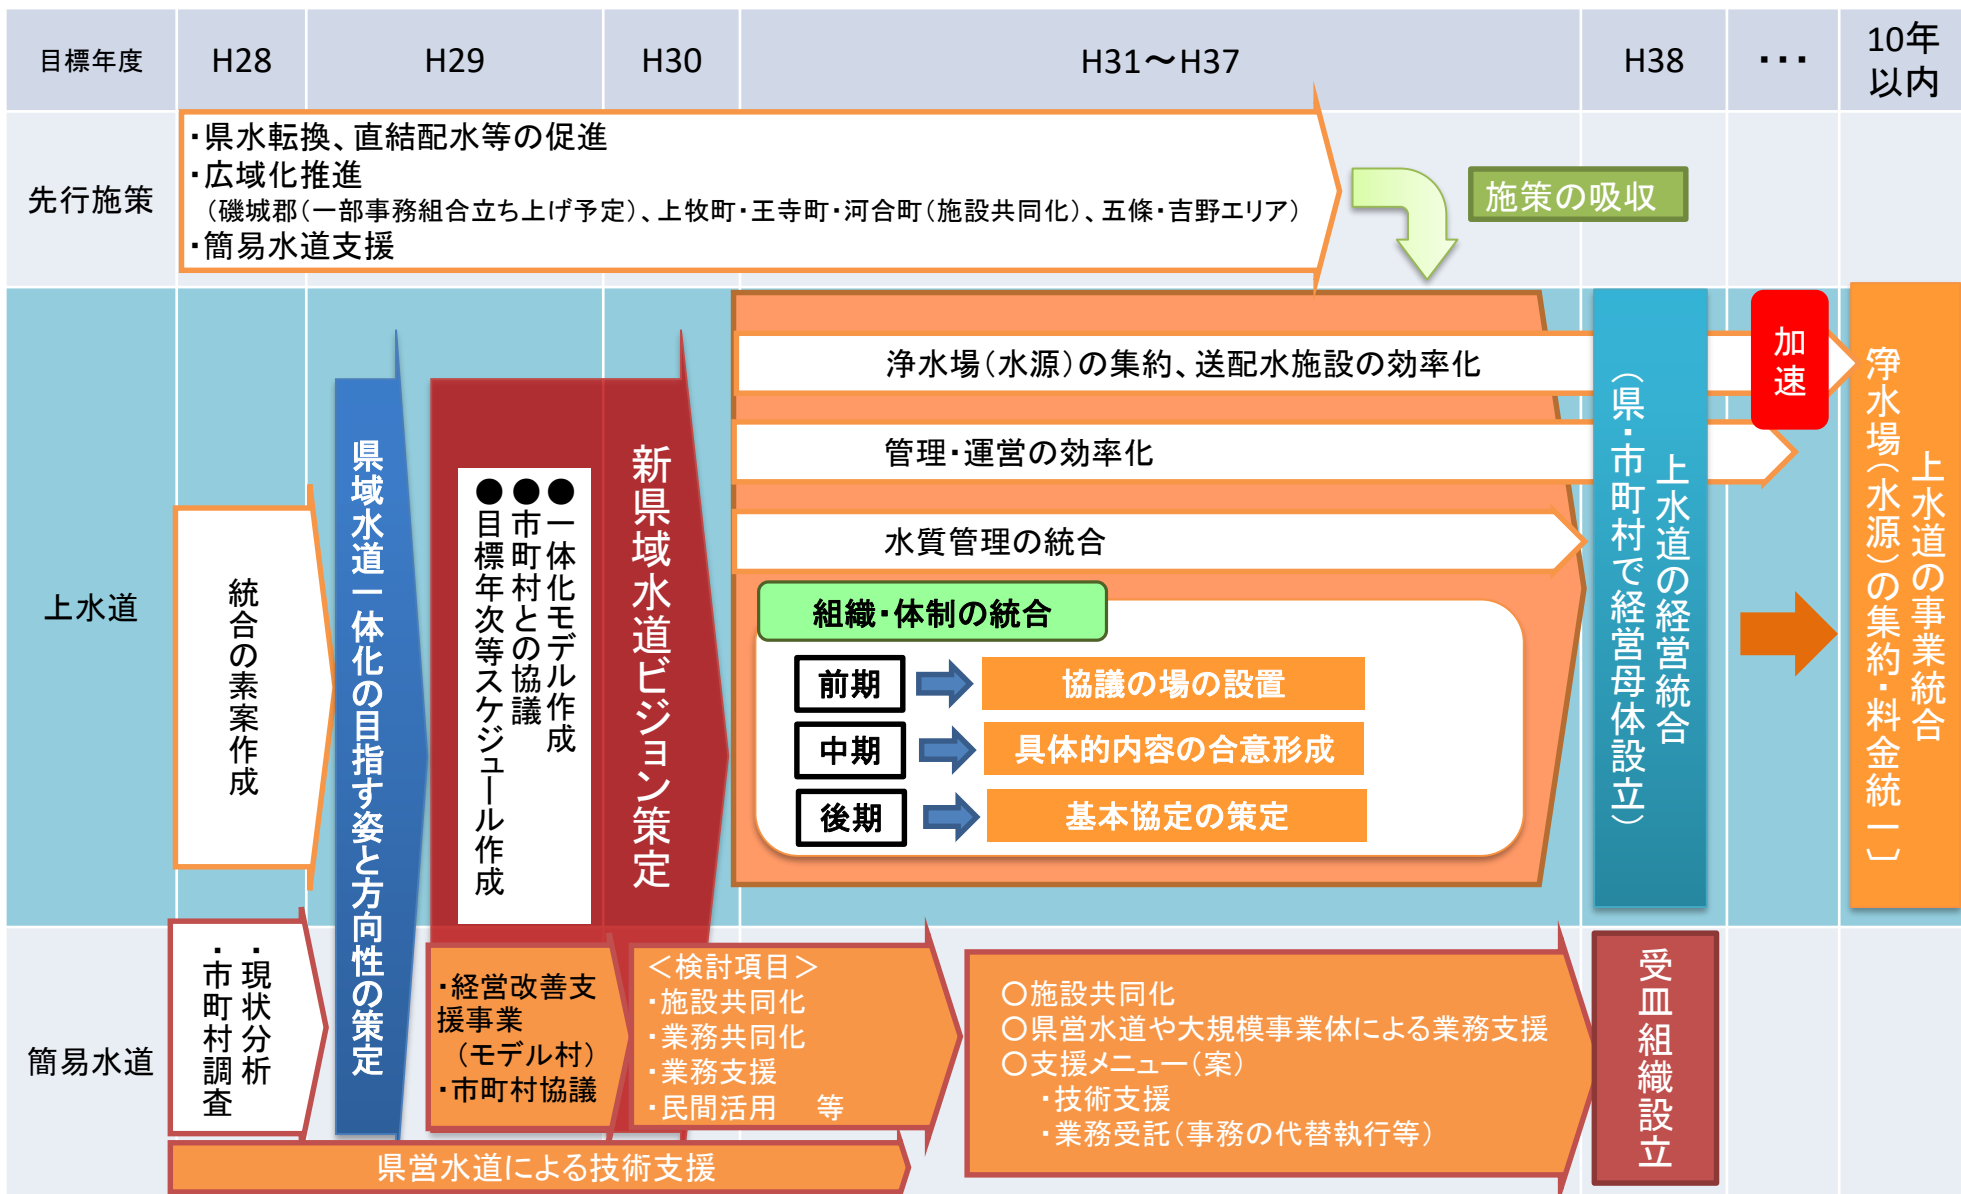 目標年度
H28
H29
H30
H31～H37
H38
･･･
10年
以内
先行施策
･県水転換、直結配水等の促進
･広域化推進
（磯城郡（一部事務組合立ち上げ予定）、上牧町・王寺町・河合町（施設共同化）、五條・吉野エリア）
･簡易水道支援
施策の吸収
上水道
統合の素案作成
県域水道一体化の目指す姿と方向性の策定
●一体化モデル作成
●市町村との協議
●目標年次等スケジュール作成
新県域水道ビジョン策定
浄水場（水源）の集約、送配水施設の効率化
管理・運営の効率化
水質管理の統合
組織・体制の統合
前期
協議の場の設置
中期
具体的内容の合意形成
後期
基本協定の策定
上水道の経営統合
（県・市町村で経営母体設立）
加速
上水道の事業統合
〔浄水場（水源）の集約・料金統一〕
簡易水道
・現状分析
・市町村調査
･経営改善支
援事業
（モデル村）
･市町村協議
＜検討項目＞
･施設共同化
･業務共同化
･業務支援
･民間活用　等
○施設共同化
○県営水道や大規模事業体による業務支援
○支援メニュー（案）
･技術支援
･業務受託（事務の代替執行等）
受皿組織設立
県営水道による技術支援